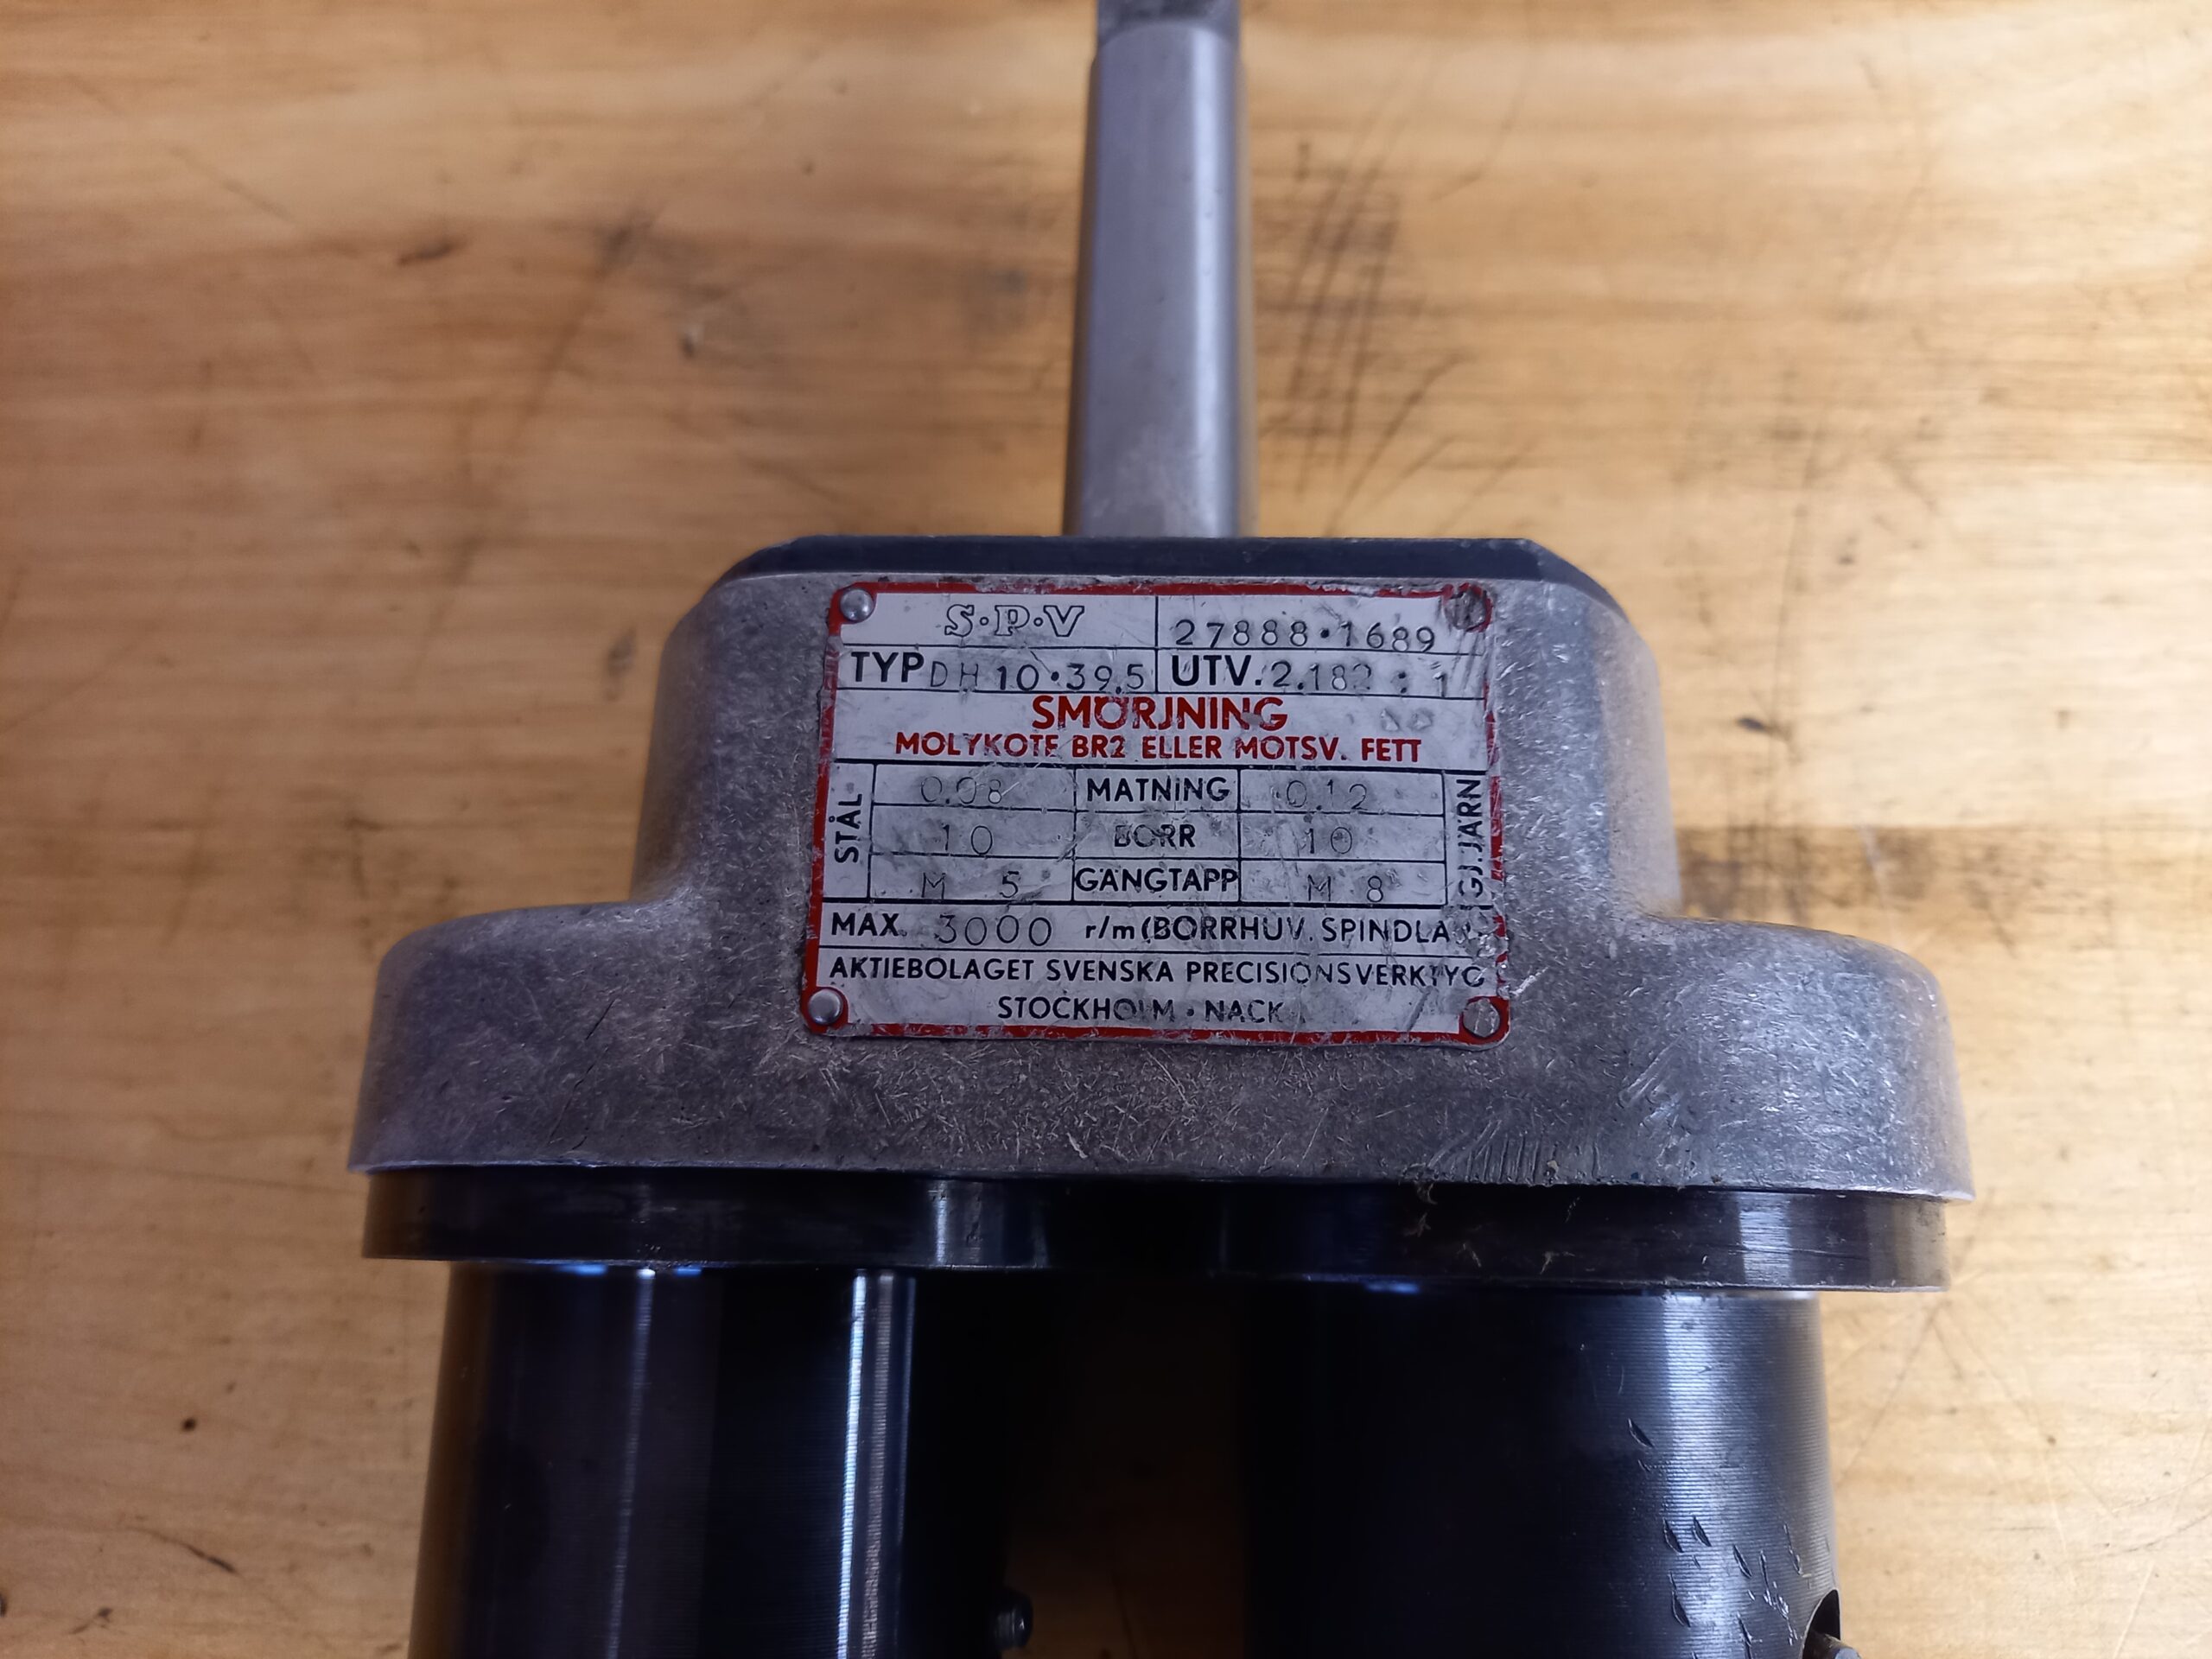 S·P·V 27888·1689
TYP DH 10·39,5 UTV. 2.182 : 1
SMÖRJNING
MOLYKOTE BR2 ELLER MOTSV. FETT
STÅL
0.08 MATNING 0.12
10 BORR 10
M 5 GÄNGTAPP M 8
GJ.JÄRN
MAX. 3000 r/m (BORRHUV. SPINDLA
AKTIEBOLAGET SVENSKA PRECISIONSVERKTYG
STOCKHOLM · NACK